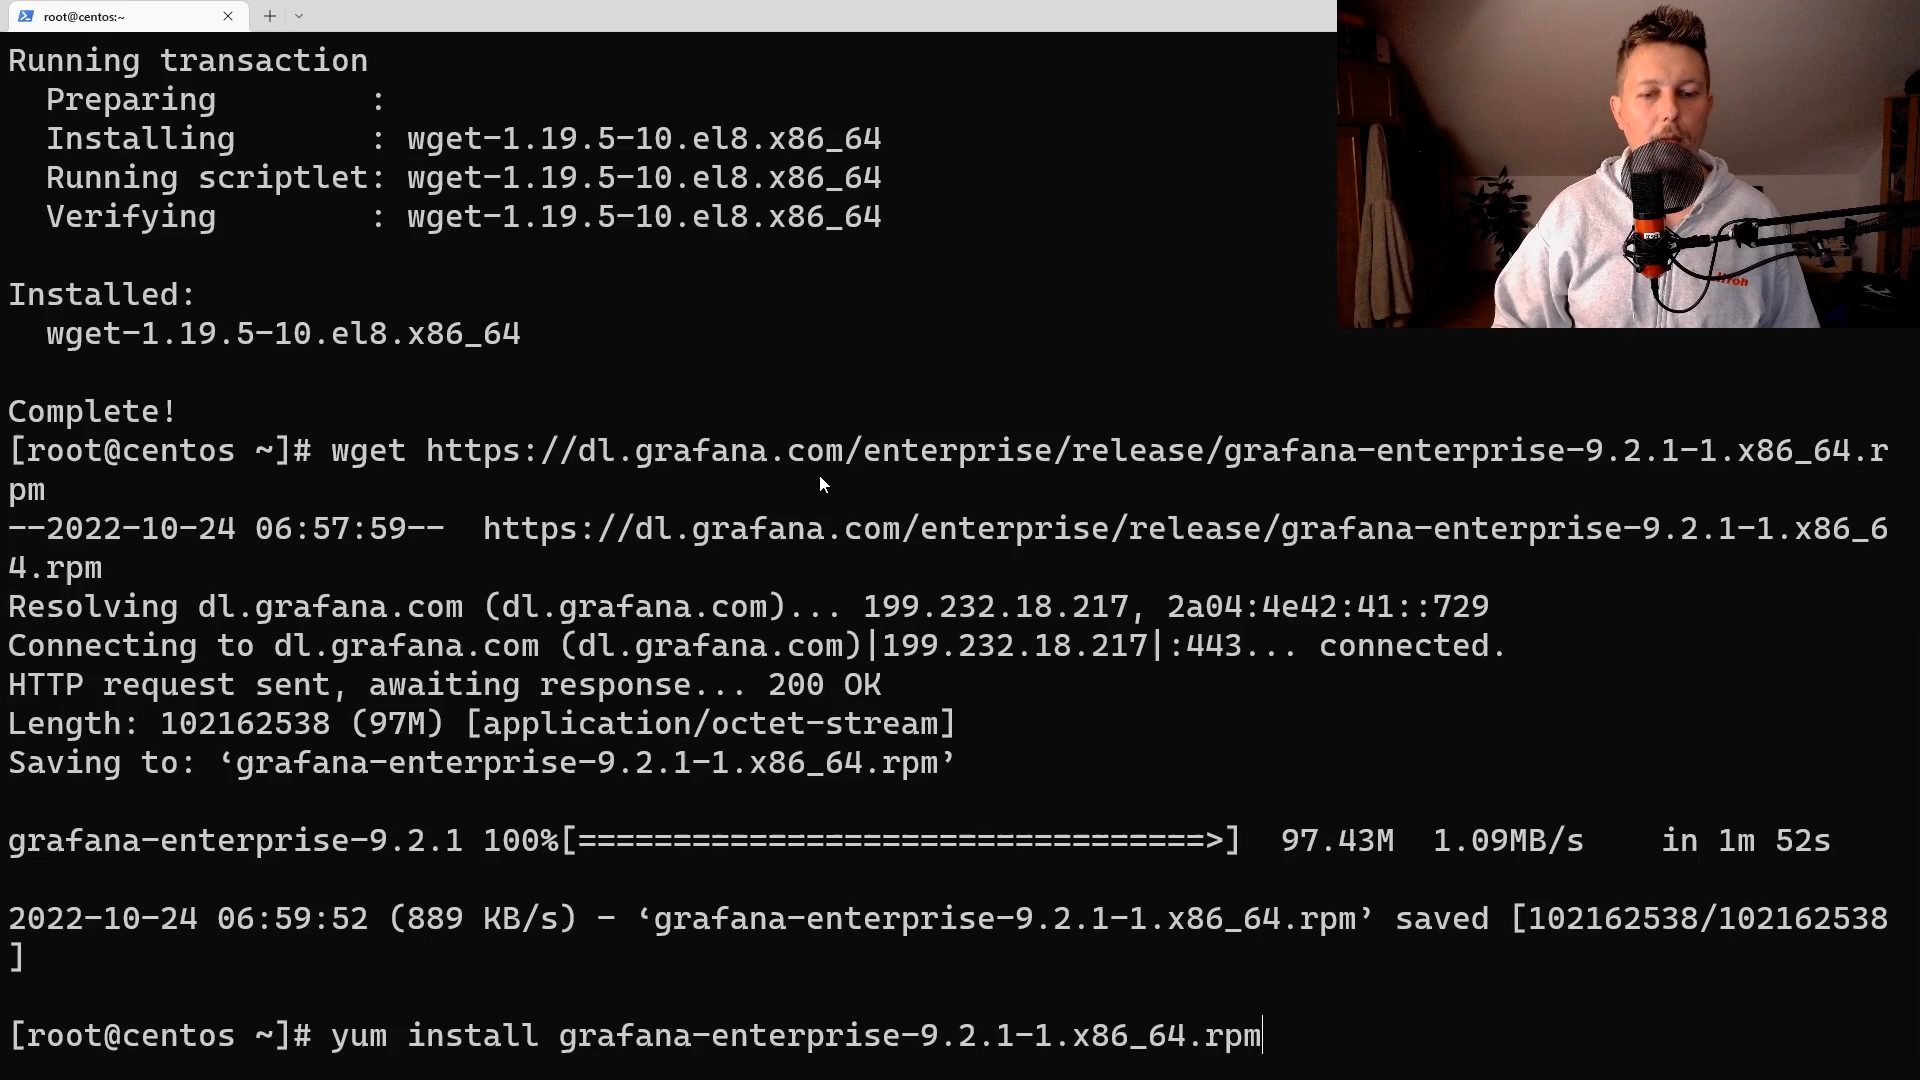 root@centos:~
Running transaction
Preparing :
Installing : wget-1.19.5-10.el8.x86_64
Running scriptlet: wget-1.19.5-10.el8.x86_64
Verifying : wget-1.19.5-10.el8.x86_64
Installed:
wget-1.19.5-10.el8.x86_64
Complete!
[root@centos ~]# wget https://dl.grafana.com/enterprise/release/grafana-enterprise-9.2.1-1.x86_64.r
pm
--2022-10-24 06:57:59--  https://dl.grafana.com/enterprise/release/grafana-enterprise-9.2.1-1.x86_6
4.rpm
Resolving dl.grafana.com (dl.grafana.com)... 199.232.18.217, 2a04:4e42:41::729
Connecting to dl.grafana.com (dl.grafana.com)|199.232.18.217|:443... connected.
HTTP request sent, awaiting response... 200 OK
Length: 102162538 (97M) [application/octet-stream]
Saving to: ‘grafana-enterprise-9.2.1-1.x86_64.rpm’
grafana-enterprise-9.2.1 100%[=================================>] 97.43M 1.09MB/s in 1m 52s
2022-10-24 06:59:52 (889 KB/s) - ‘grafana-enterprise-9.2.1-1.x86_64.rpm’ saved [102162538/102162538
]
[root@centos ~]# yum install grafana-enterprise-9.2.1-1.x86_64.rpm